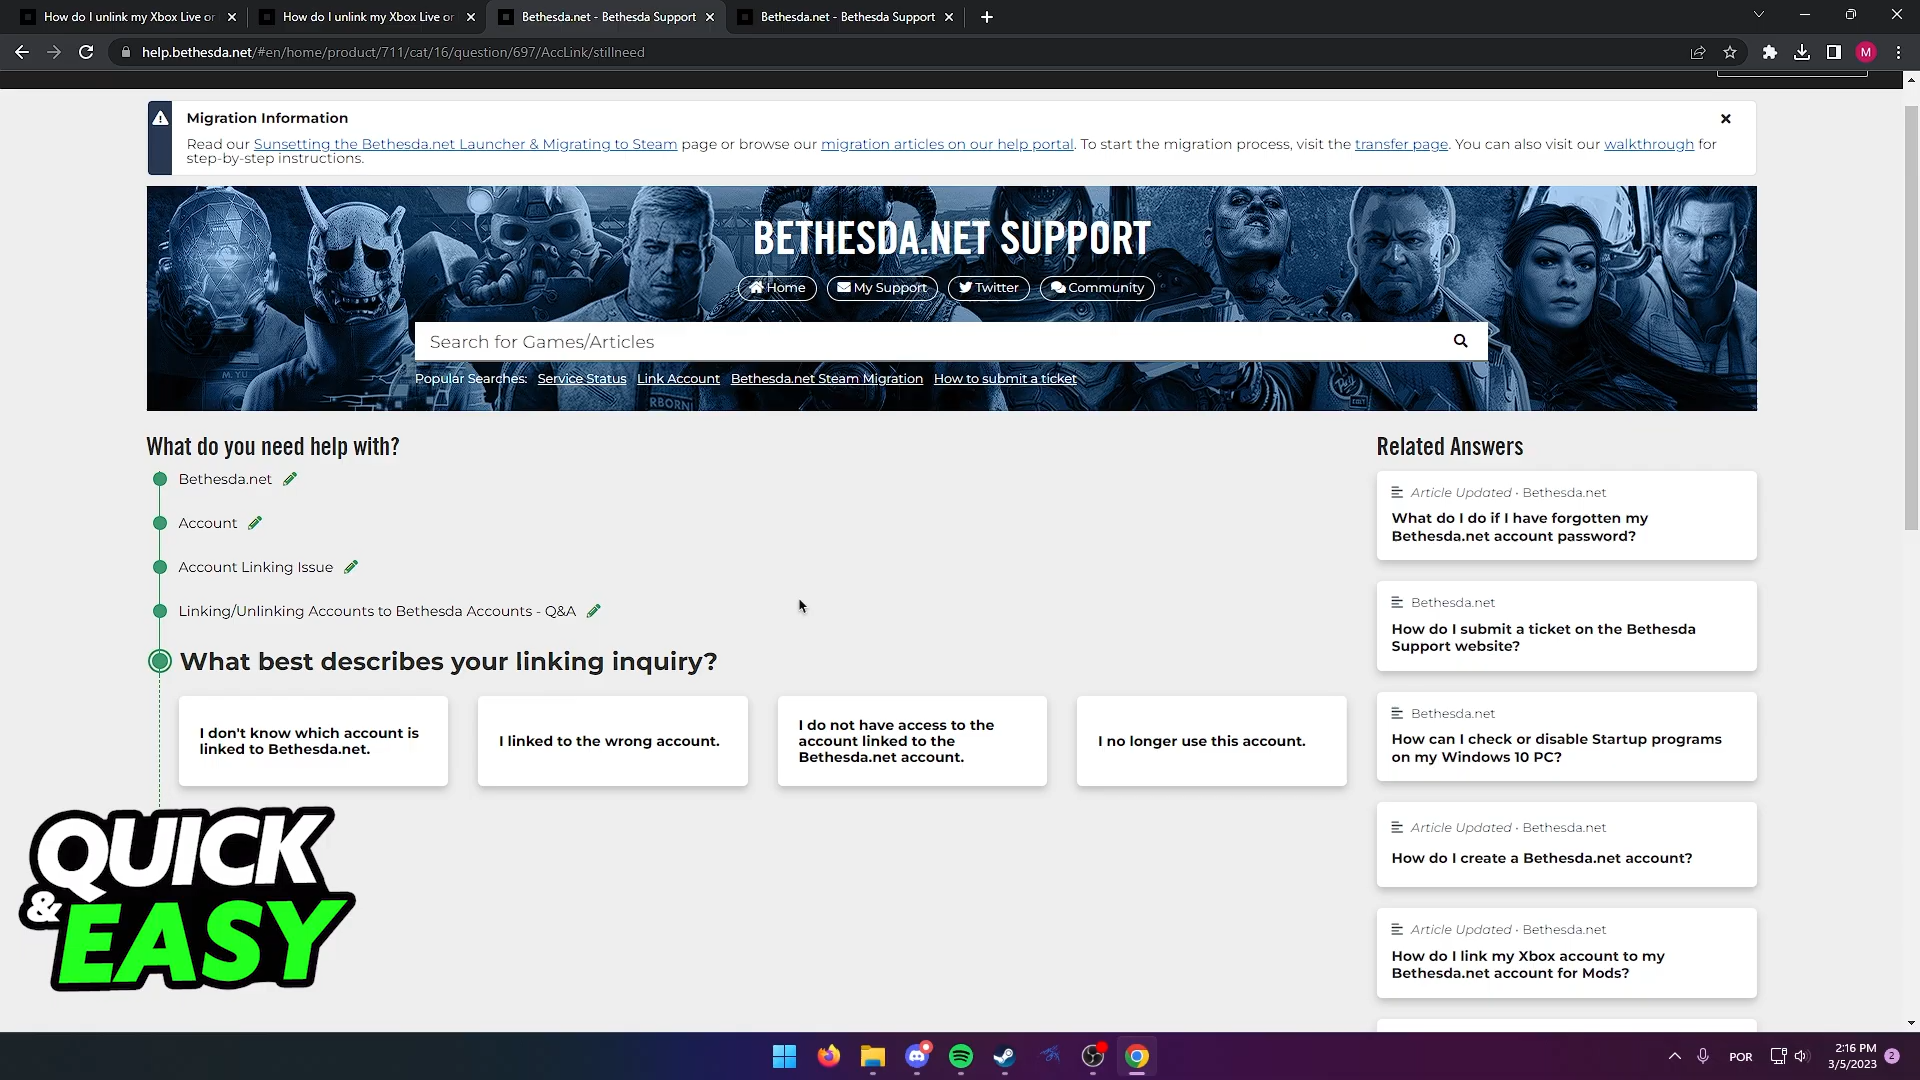 How do I unlink my Xbox Live or
How do I unlink my Xbox Live or
Bethesda.net - Bethesda Support
Bethesda.net - Bethesda Support
help.bethesda.net/#en/home/product/711/cat/16/question/697/AccLink/stillneed
M
Migration Information
Read our Sunsetting the Bethesda.net Launcher & Migrating to Steam page or browse our migration articles on our help portal. To start the migration process, visit the transfer page. You can also visit our walkthrough for
step-by-step instructions.
BETHESDA.NET SUPPORT
Home
My Support
Twitter
Community
Search for Games/Articles
Popular Searches: Service Status Link Account Bethesda.net Steam Migration How to submit a ticket
M.YU
RBORN
What do you need help with?
Bethesda.net
Account
Account Linking Issue
Linking/Unlinking Accounts to Bethesda Accounts - Q&A
What best describes your linking inquiry?
I don't know which account is
linked to Bethesda.net.
I linked to the wrong account.
I do not have access to the
account linked to the
Bethesda.net account.
I no longer use this account.
Related Answers
Article Updated · Bethesda.net
What do I do if I have forgotten my
Bethesda.net account password?
Bethesda.net
How do I submit a ticket on the Bethesda
Support website?
Bethesda.net
How can I check or disable Startup programs
on my Windows 10 PC?
Article Updated · Bethesda.net
How do I create a Bethesda.net account?
Article Updated · Bethesda.net
How do I link my Xbox account to my
Bethesda.net account for Mods?
QUICK
& EASY
POR
2:16 PM
3/5/2023
2